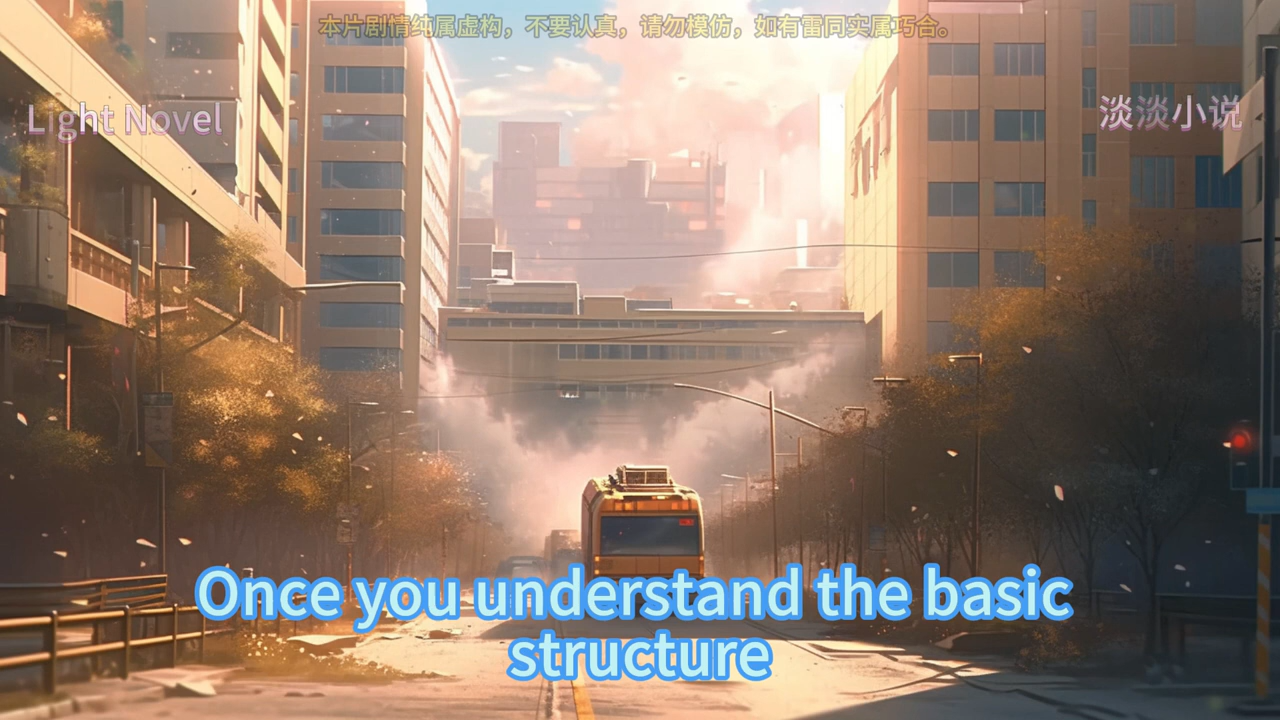 本片剧情纯属虚构，不要认真，请勿模仿，如有雷同实属巧合。
Light Novel
淡淡小说
Once you understand the basic
structure